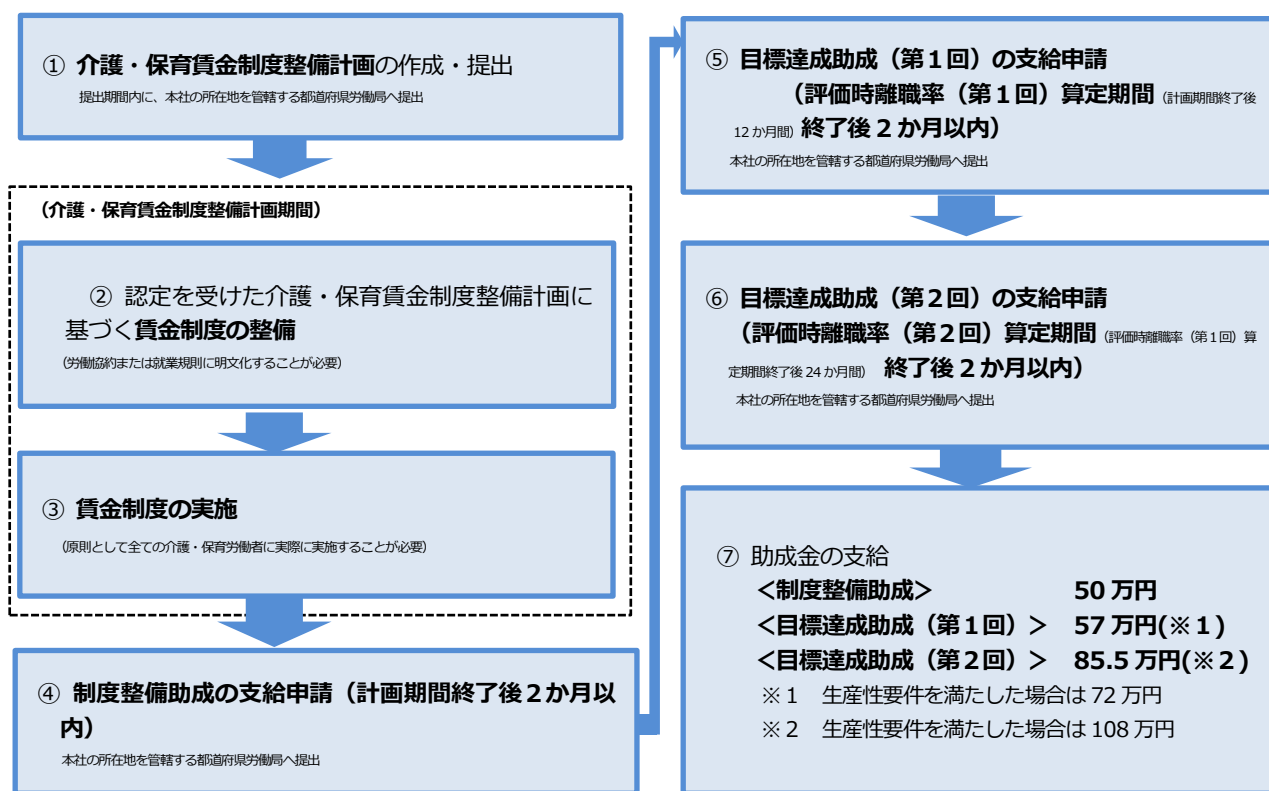 ① 介護・保育賃金制度整備計画の作成・提出
提出期間内に、本社の所在地を管轄する都道府県労働局へ提出
(介護・保育賃金制度整備計画期間)
② 認定を受けた介護・保育賃金制度整備計画に
基づく賃金制度の整備
(労働協約または就業規則に明文化することが必要)
③ 賃金制度の実施
(原則として全ての介護・保育労働者に実際に実施することが必要)
④ 制度整備助成の支給申請（計画期間終了後２か月以
内）
本社の所在地を管轄する都道府県労働局へ提出
⑤ 目標達成助成（第１回）の支給申請
（評価時離職率（第１回）算定期間 (計画期間終了後
12 か月間) 終了後 2 か月以内）
本社の所在地を管轄する都道府県労働局へ提出
⑥ 目標達成助成（第２回）の支給申請
（評価時離職率（第２回）算定期間 (評価時離職率（第１回）算
定期間終了後 24 か月間) 終了後 2 か月以内）
本社の所在地を管轄する都道府県労働局へ提出
⑦ 助成金の支給
＜制度整備助成＞ 50 万円
＜目標達成助成（第１回）＞ 57 万円(※１)
＜目標達成助成（第２回）＞ 85.5 万円(※２)
※１ 生産性要件を満たした場合は 72 万円
※２ 生産性要件を満たした場合は 108 万円